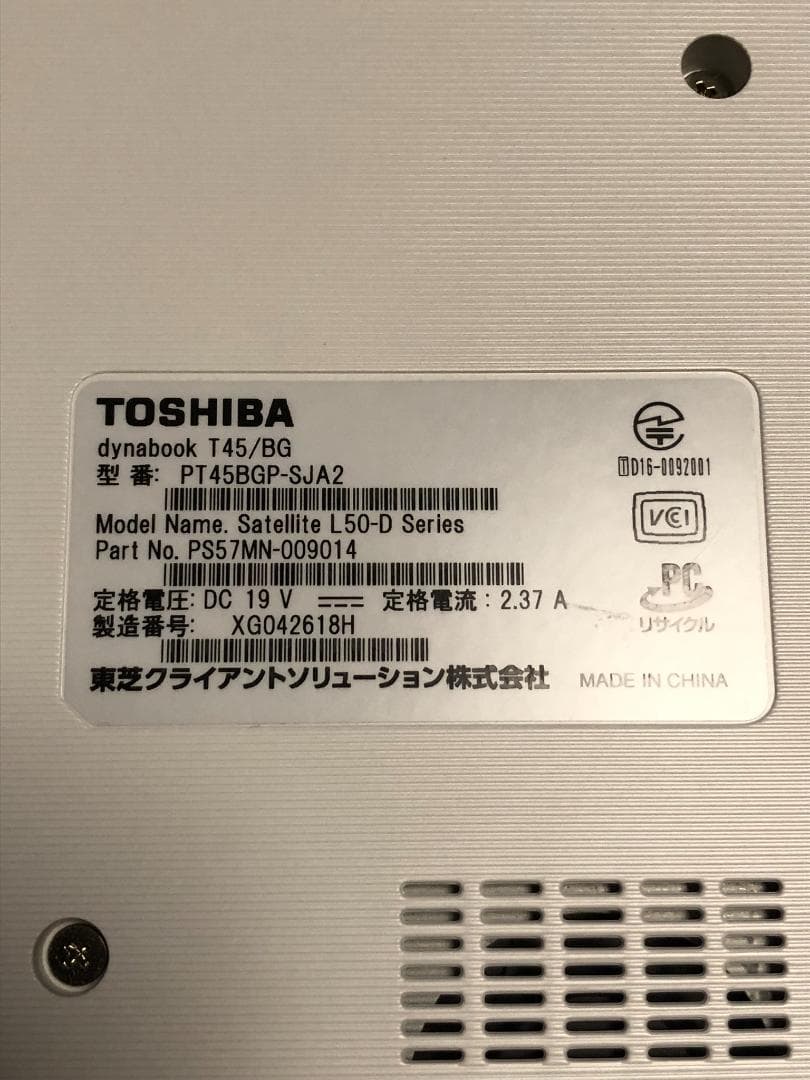 TOSHIBA
dynabook T45/BG
型 番: PT45BGP-SJA2
Model Name. Satellite L50-D Series
Part No. PS57MN-009014
定格電圧: DC 19 V 定格電流 : 2.37 A
製造番号: XG042618H
東芝クライアントソリューション株式会社 MADE IN CHINA
TD16-0092001
VCI
PC
リサイクル